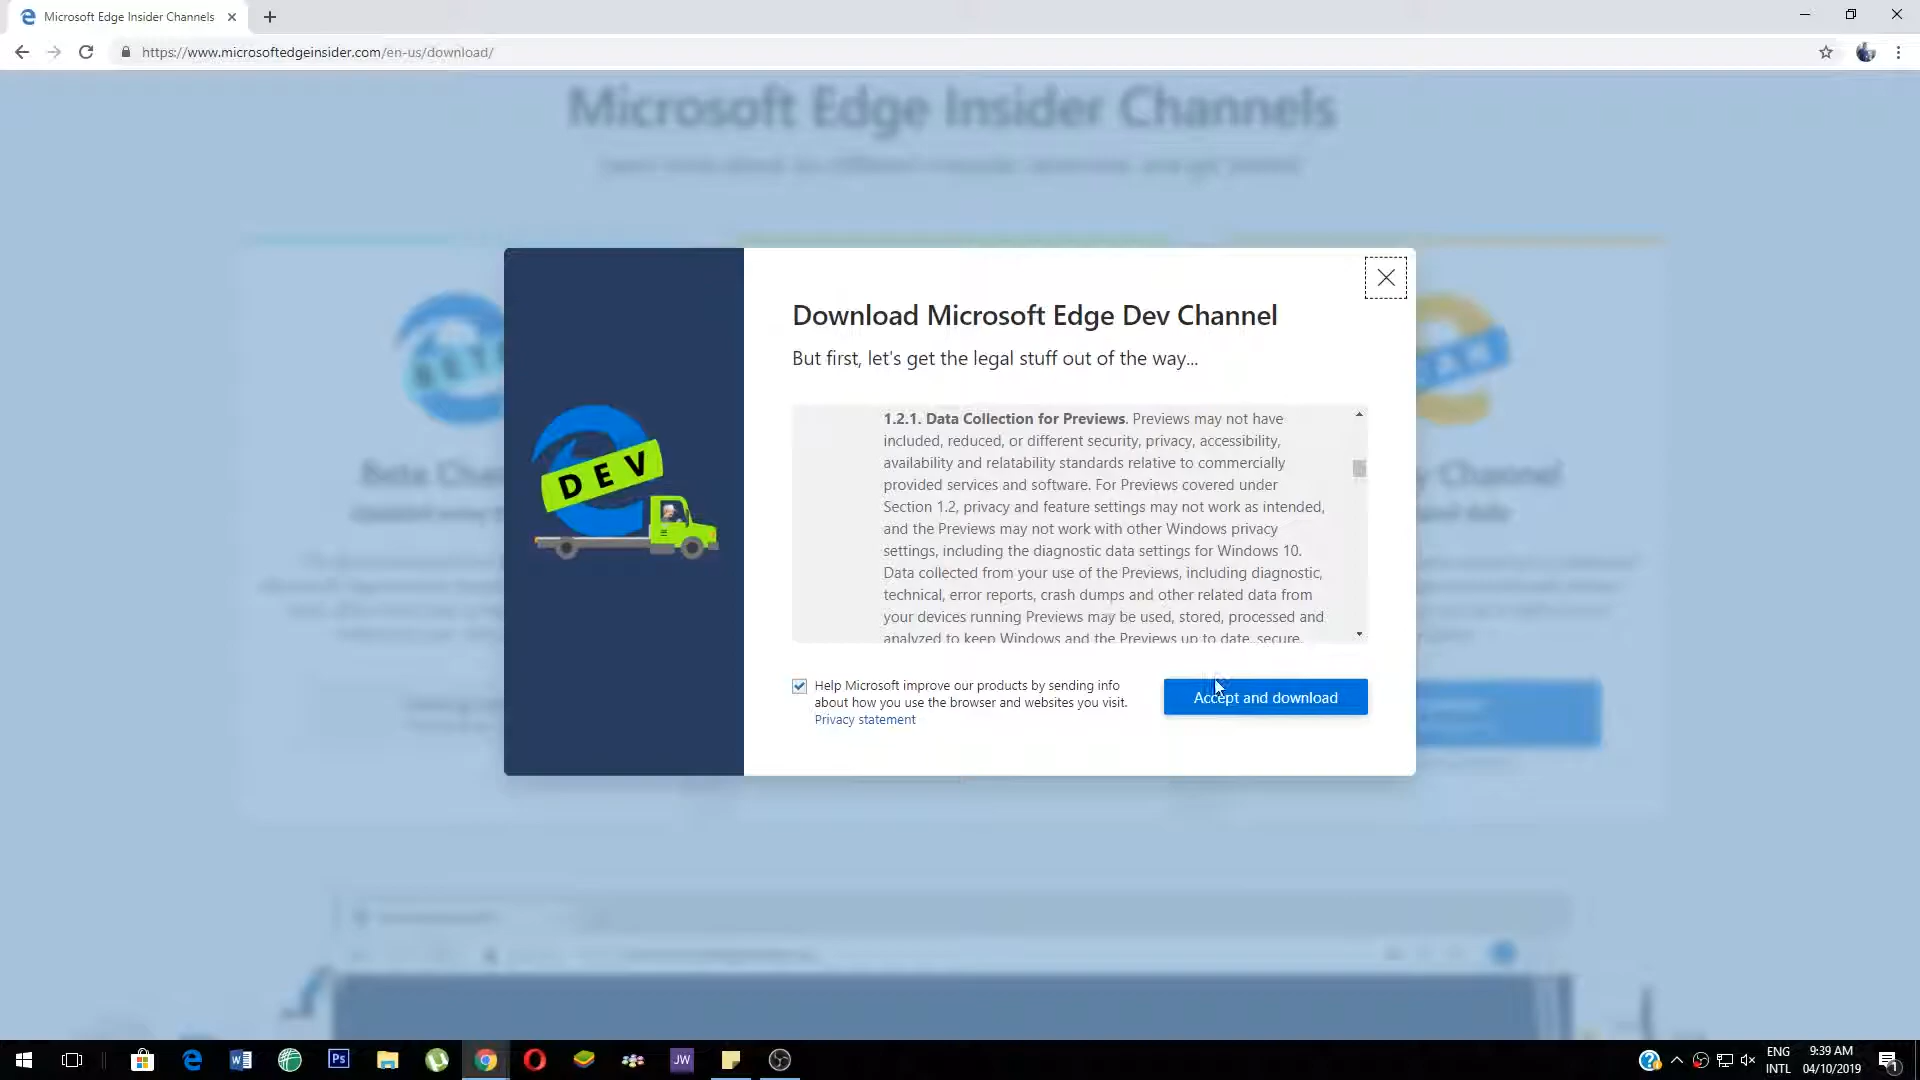 Microsoft Edge Insider Channels
https://www.microsoftedgeinsider.com/en-us/download/
Microsoft Edge Insider Channels
BETA
Beta Chan
y Channel
DEV
Download Microsoft Edge Dev Channel
But first, let's get the legal stuff out of the way...
1.2.1. Data Collection for Previews. Previews may not have
included, reduced, or different security, privacy, accessibility,
availability and relatability standards relative to commercially
provided services and software. For Previews covered under
Section 1.2, privacy and feature settings may not work as intended,
and the Previews may not work with other Windows privacy
settings, including the diagnostic data settings for Windows 10.
Data collected from your use of the Previews, including diagnostic,
technical, error reports, crash dumps and other related data from
your devices running Previews may be used, stored, processed and
analyzed to keep Windows and the Previews up to date, secure,
Help Microsoft improve our products by sending info
about how you use the browser and websites you visit.
Privacy statement
Accept and download
Ps
JW
ENG
INTL
9:39 AM
04/10/2019
1